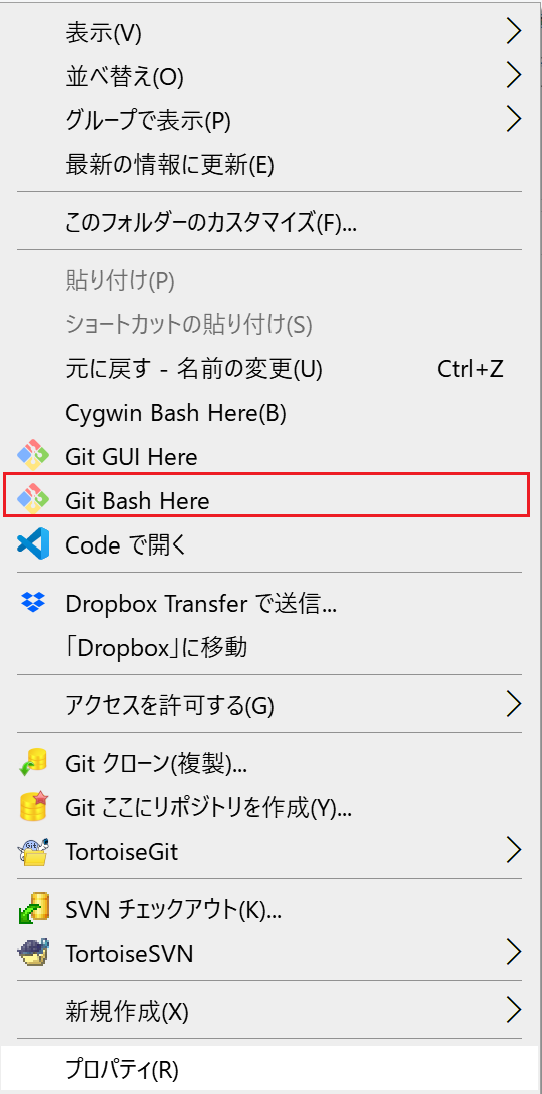 表示(V)
並べ替え(O)
グループで表示(P)
最新の情報に更新(E)
このフォルダーのカスタマイズ(F)...
貼り付け(P)
ショートカットの貼り付け(S)
元に戻す - 名前の変更(U) Ctrl+Z
Cygwin Bash Here(B)
Git GUI Here
Git Bash Here
Code で開く
Dropbox Transfer で送信...
「Dropbox」に移動
アクセスを許可する(G)
Git クローン(複製)...
Git ここにリポジトリを作成(Y)...
TortoiseGit
SVN チェックアウト(K)...
TortoiseSVN
新規作成(X)
プロパティ(R)